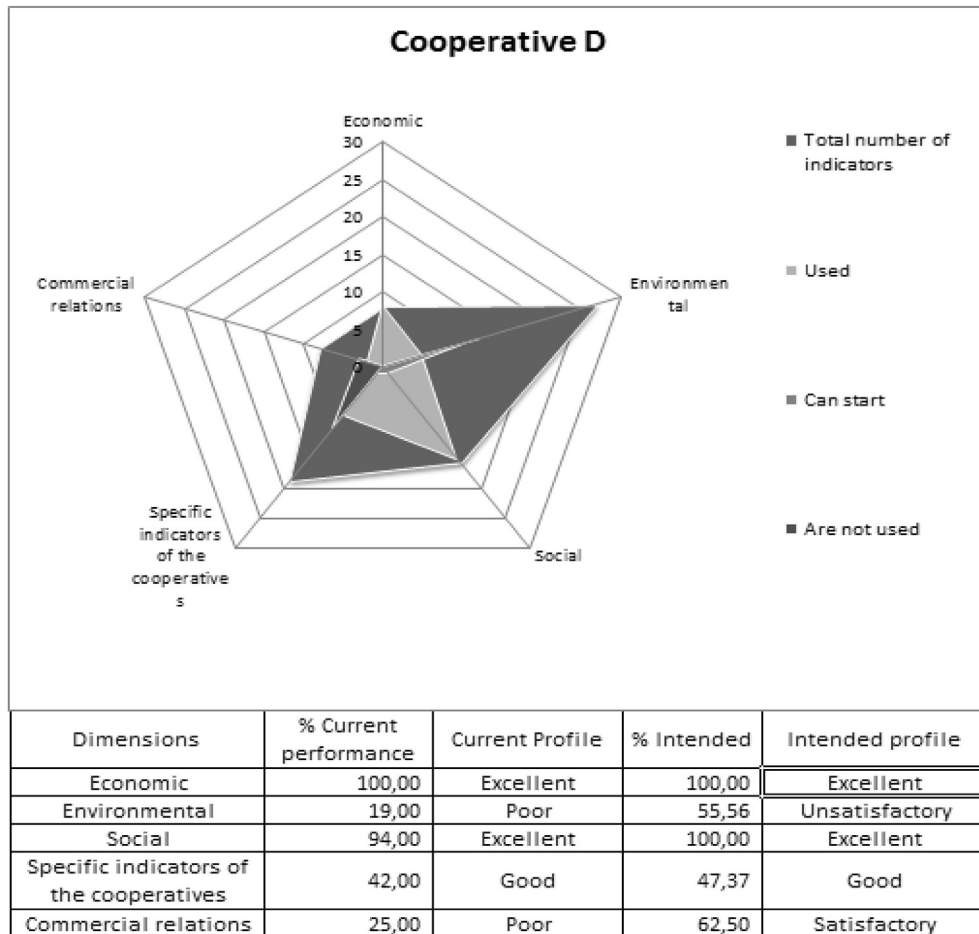 Cooperative D
Economic
30
25
20
15
10
5
0
Environmen
tal
Social
Specific
indicators
of the
cooperative
s
Commercial
relations
Total number of
indicators
Used
Can start
Are not used
Dimensions % Current performance Current Profile % Intended Intended profile
Economic 100,00 Excellent 100,00 Excellent
Environmental 19,00 Poor 55,56 Unsatisfactory
Social 94,00 Excellent 100,00 Excellent
Specific indicators of the cooperatives 42,00 Good 47,37 Good
Commercial relations 25,00 Poor 62,50 Satisfactory